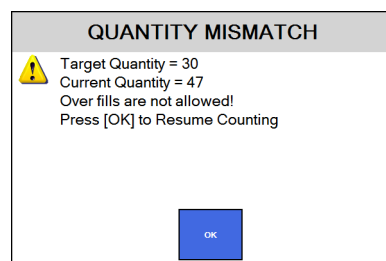 QUANTITY MISMATCH
Target Quantity = 30
Current Quantity = 47
Over fills are not allowed!
Press [OK] to Resume Counting
OK